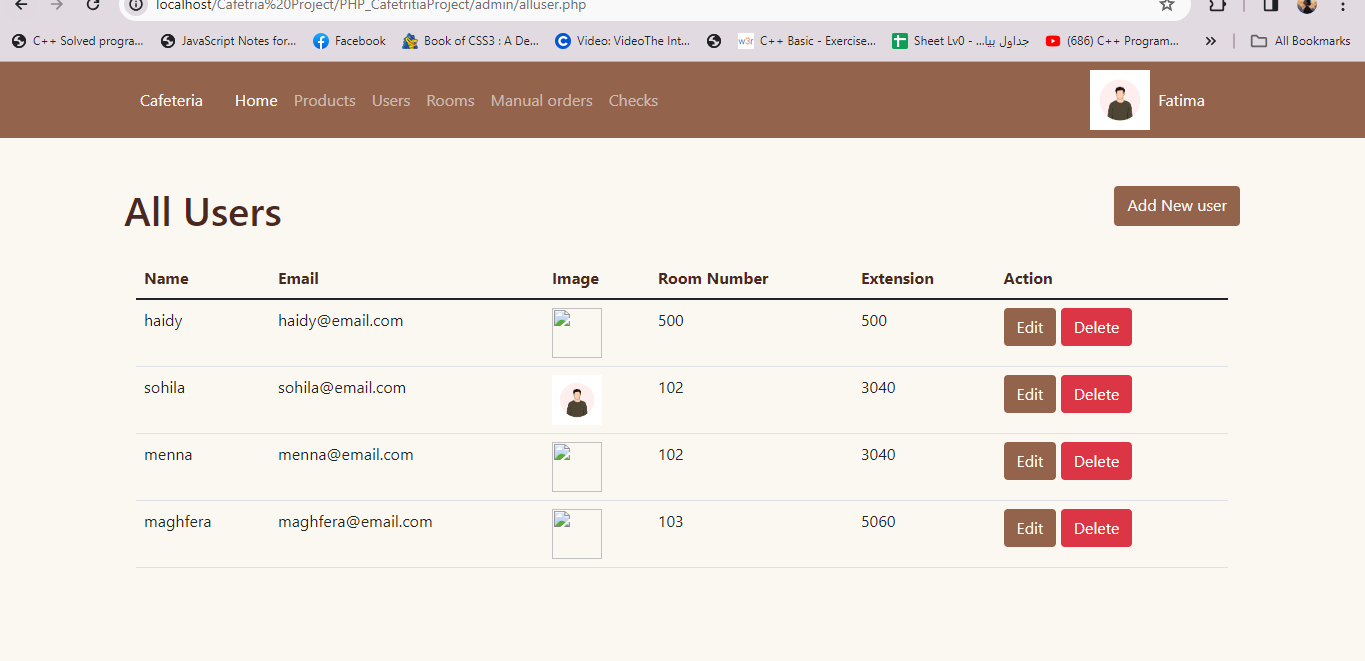 localhost/Cafetria%20Project/PHP_CafetritiaProject/admin/alluser.php
C++ Solved progra... JavaScript Notes for... Facebook Book of CSS3 : A De... Video: VideoThe Int... w3r C++ Basic - Exercise... Sheet Lv0 - ...جداول بيا (686) C++ Program... » All Bookmarks
Cafeteria Home Products Users Rooms Manual orders Checks Fatima
All Users Add New user
Name Email Image Room Number Extension Action
haidy haidy@email.com 500 500 Edit Delete
sohila sohila@email.com 102 3040 Edit Delete
menna menna@email.com 102 3040 Edit Delete
maghfera maghfera@email.com 103 5060 Edit Delete